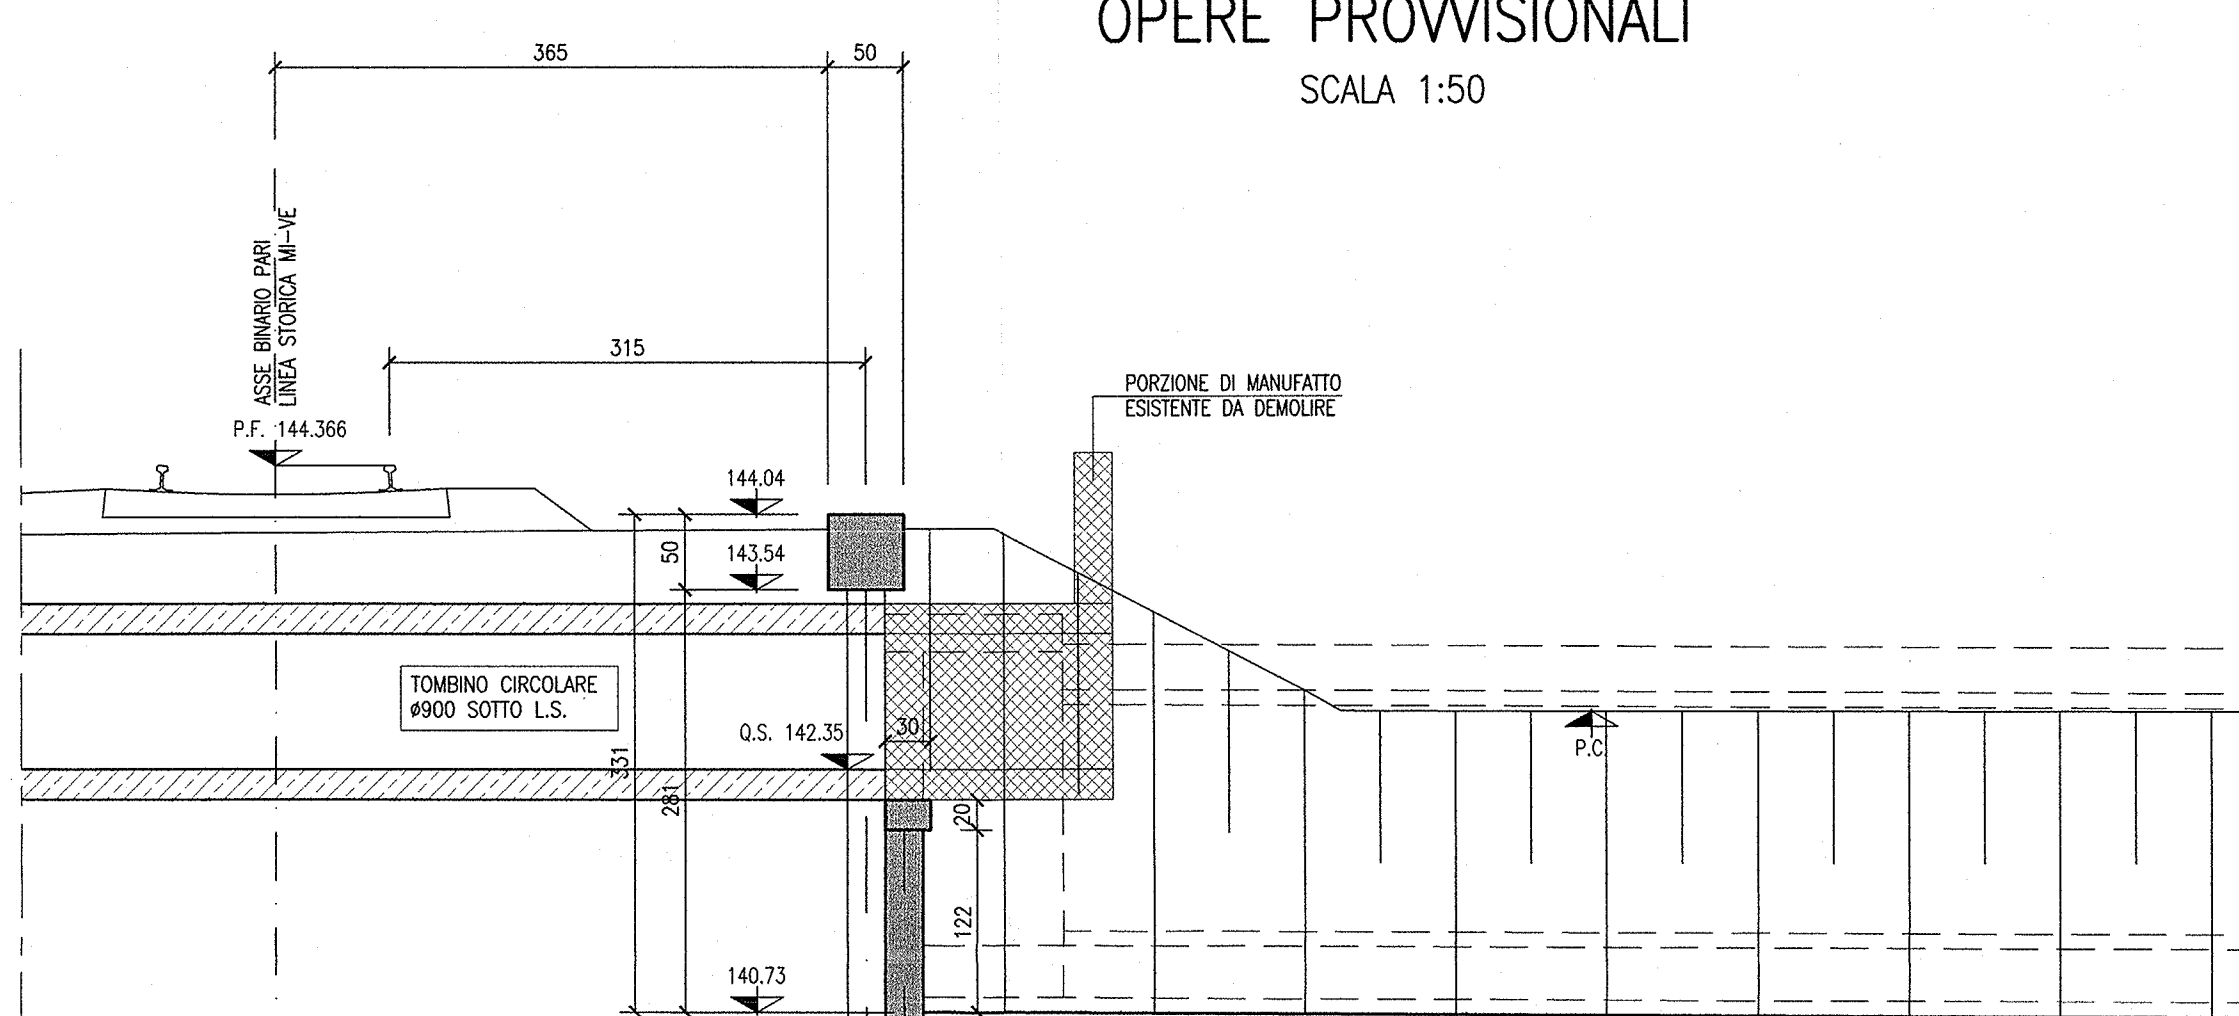 OPERE PROVVISIONALI
SCALA 1:50
365
50
ASSE BINARIO PARI
LINEA STORICA MI-VE
315
PORZIONE DI MANUFATTO
ESISTENTE DA DEMOLIRE
P.F. 144.366
144.04
50
143.54
TOMBINO CIRCOLARE
ø900 SOTTO L.S.
Q.S. 142.35
30
P.C
331
281
20
122
140.73